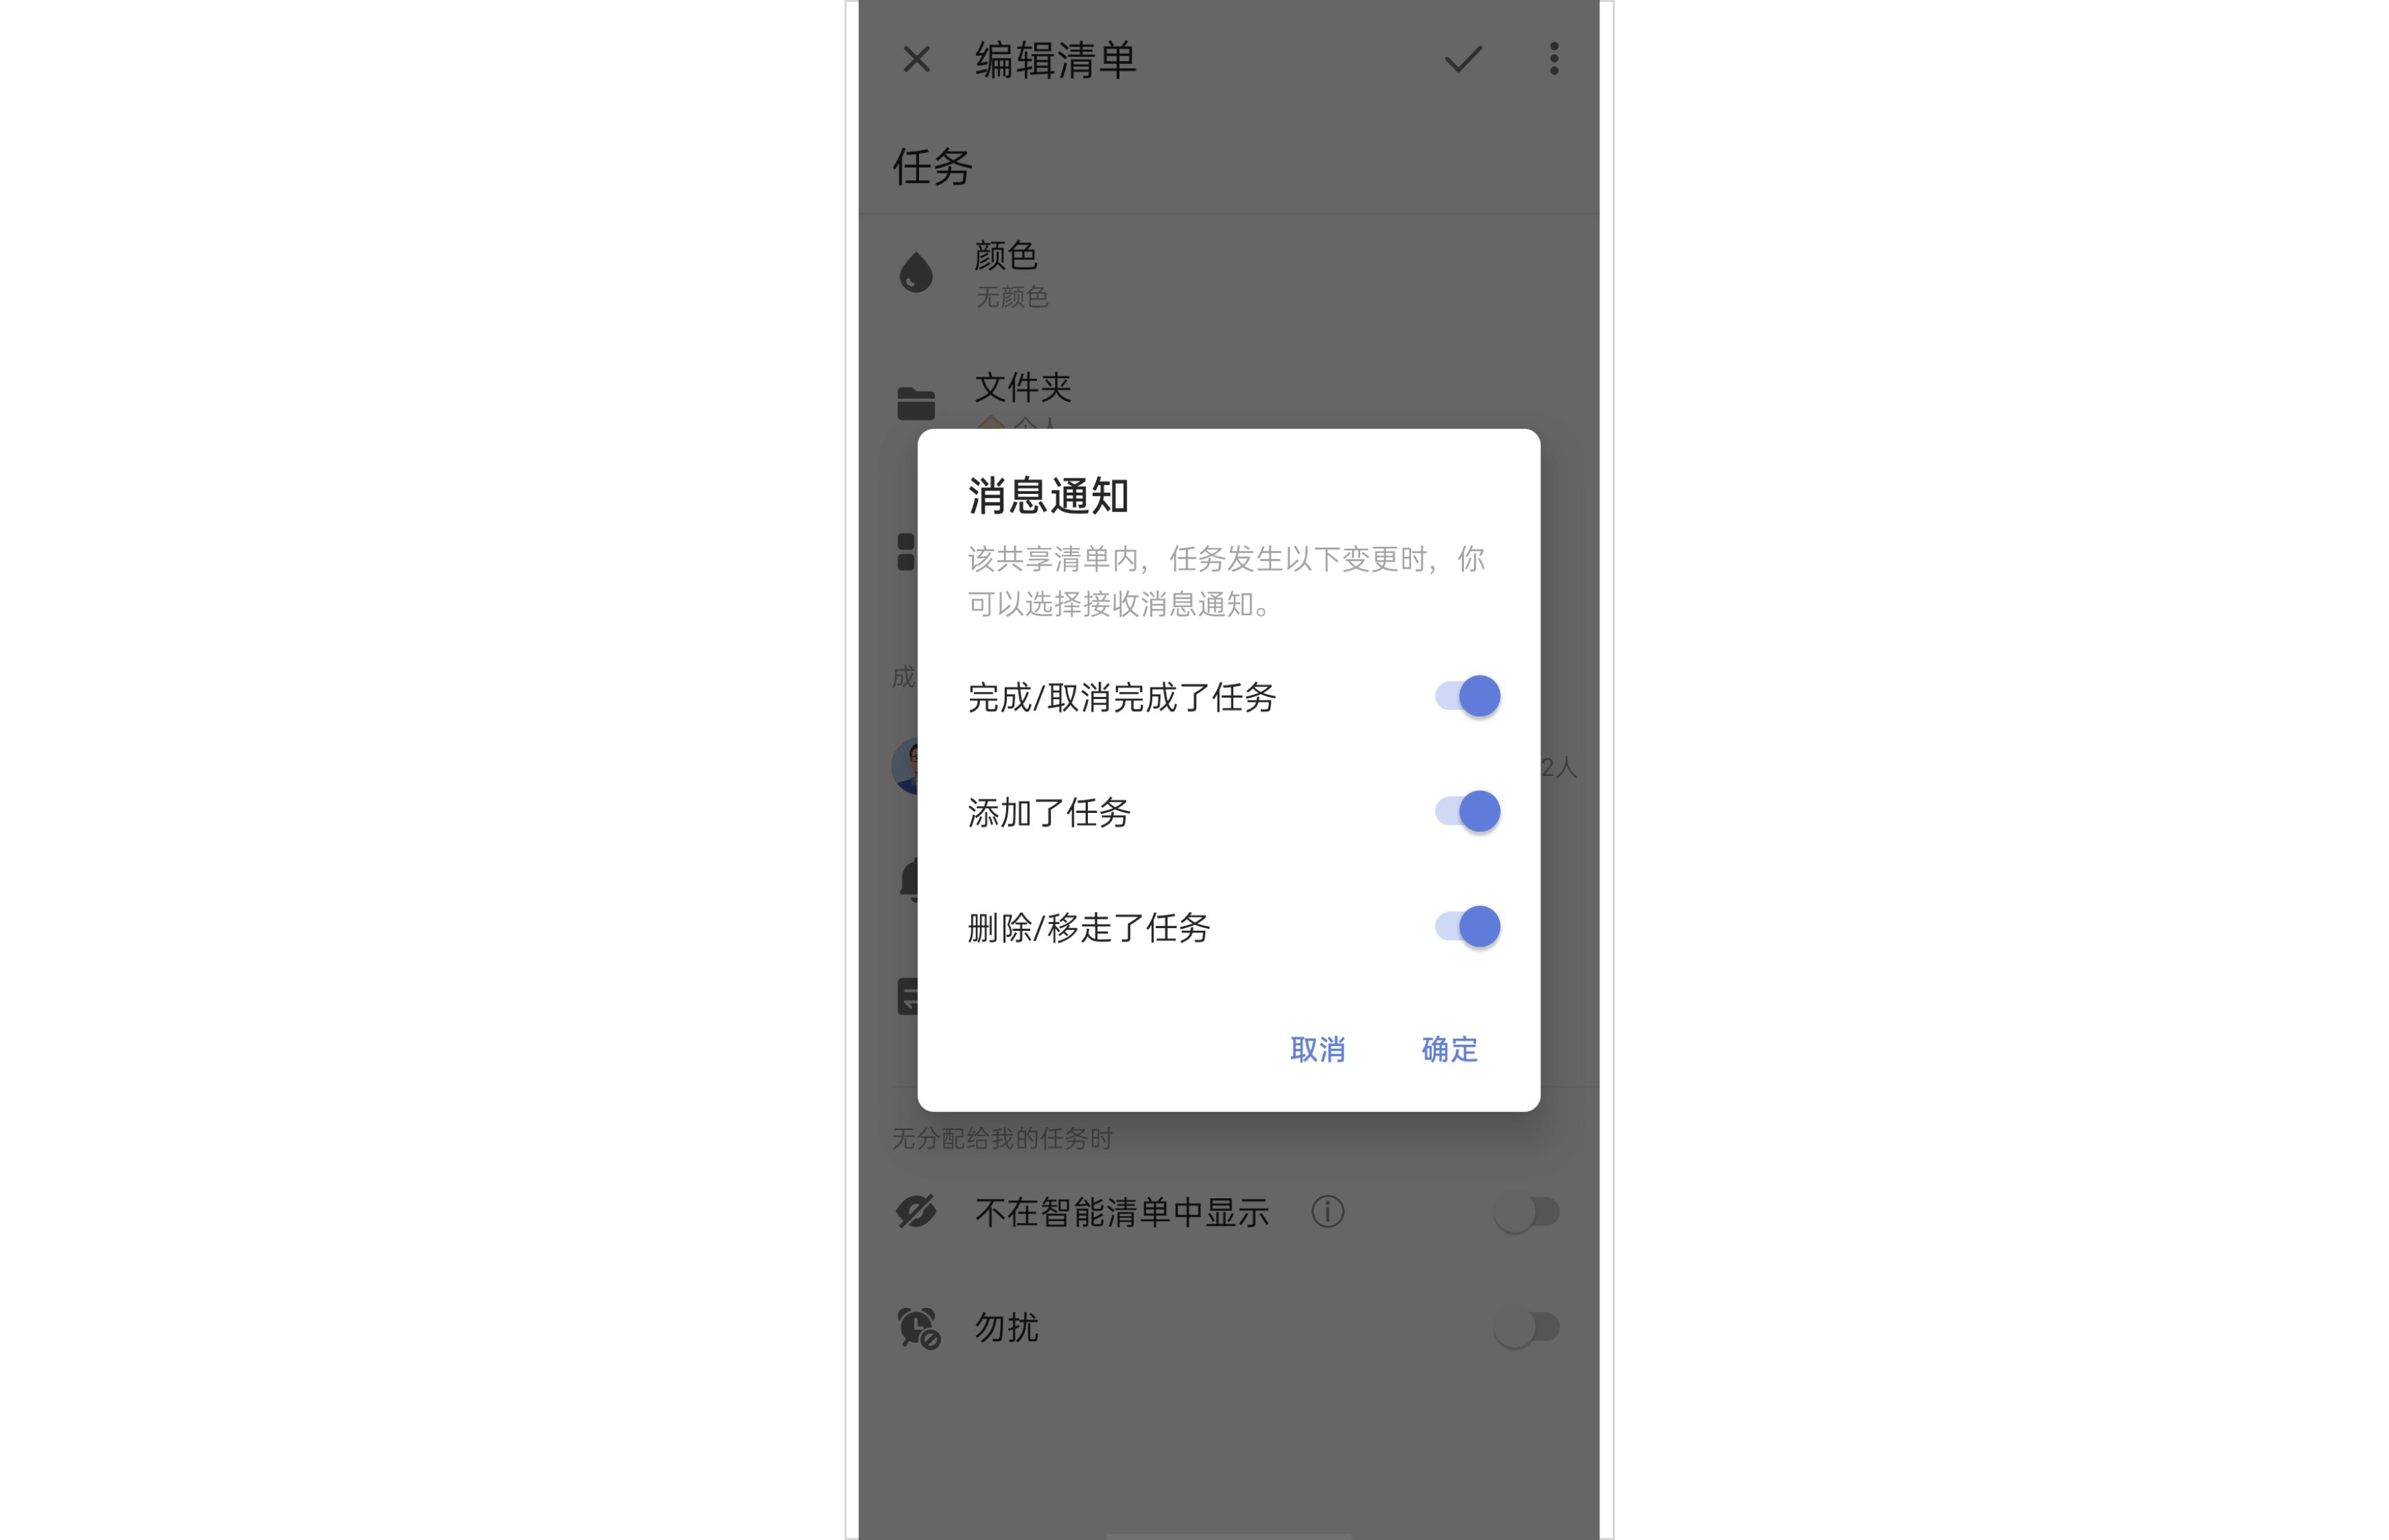 编辑清单
任务
颜色
无颜色
文件夹
消息通知
该共享清单内，任务发生以下变更时，你
可以选择接收消息通知。
成
完成/取消完成了任务
2人
添加了任务
删除/移走了任务
取消
确定
无分配给我的任务时
不在智能清单中显示
勿扰